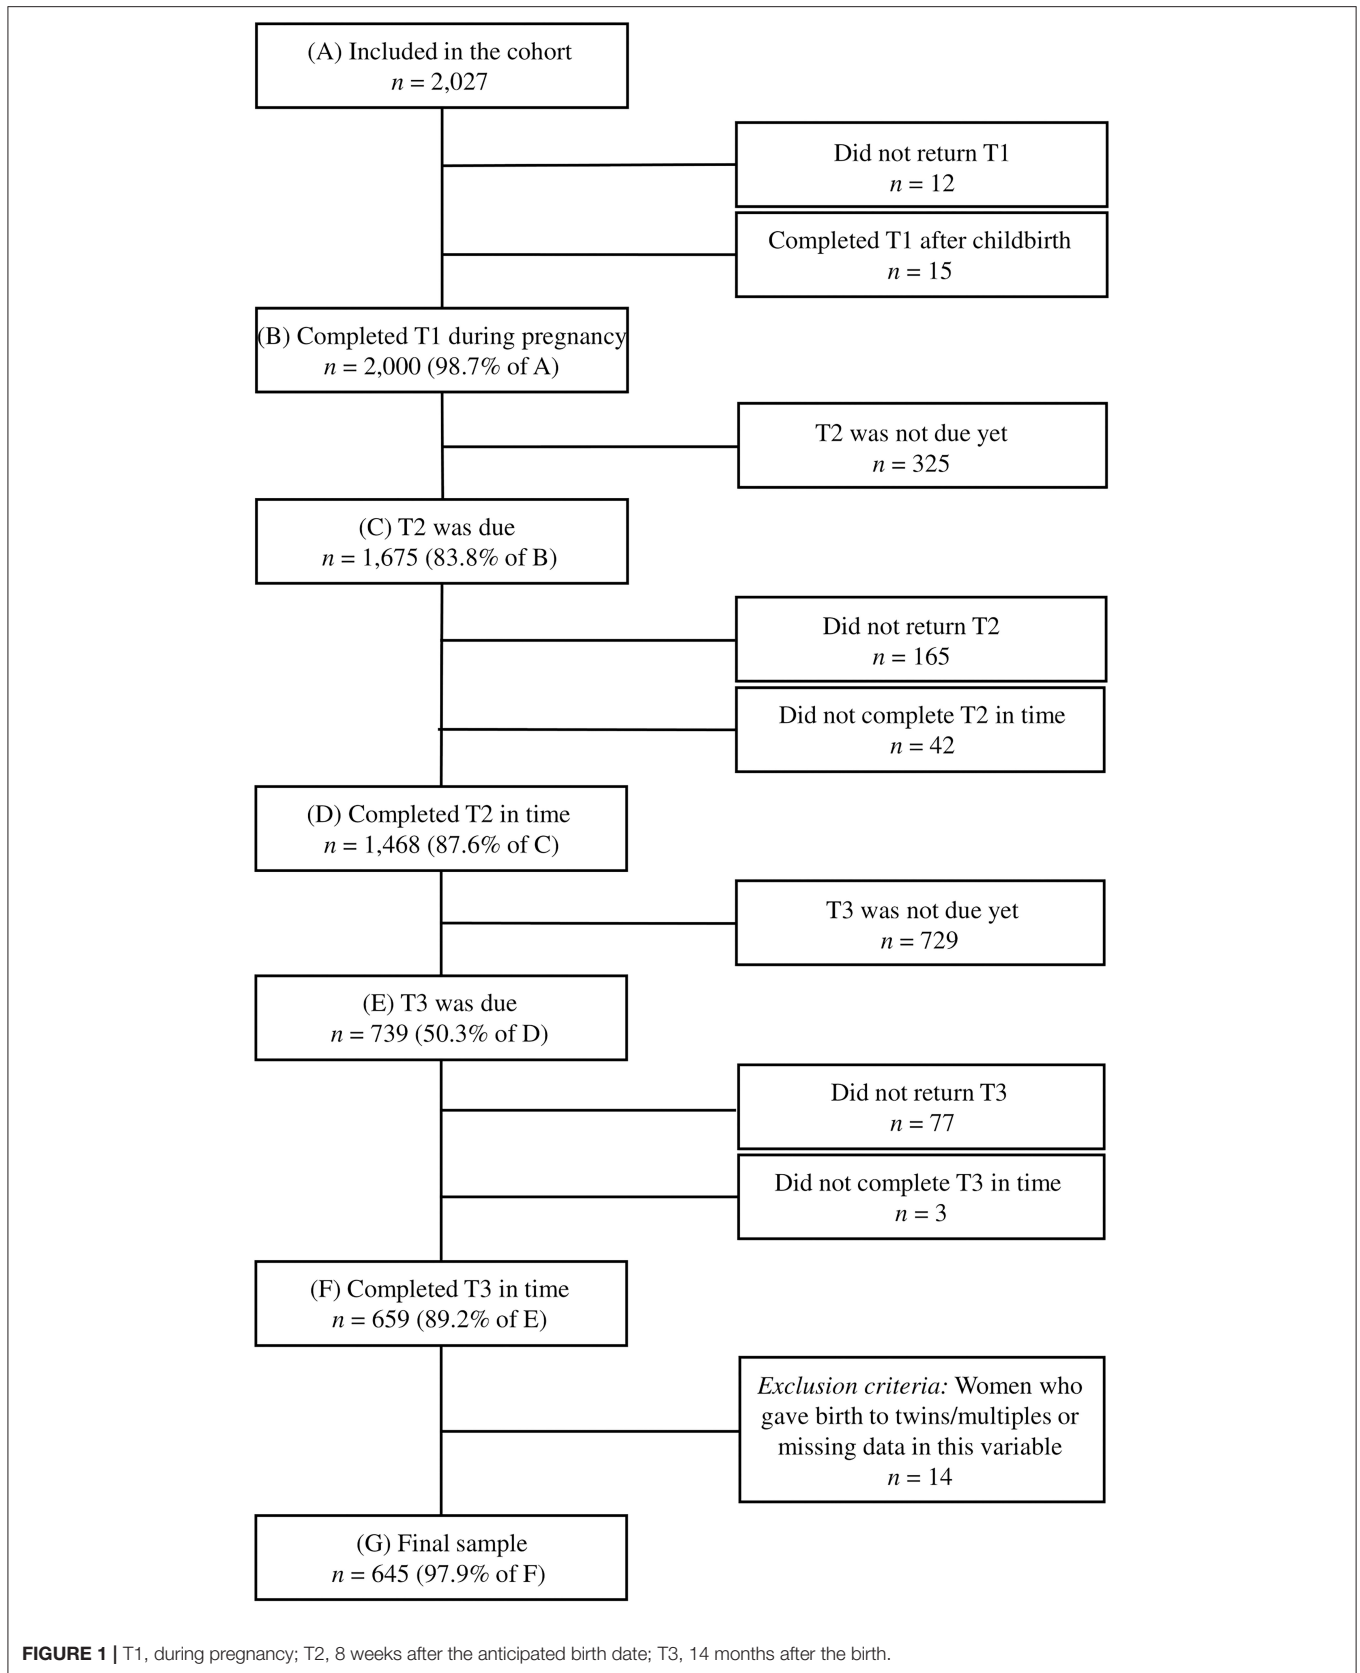 (A) Included in the cohort
n = 2,027
Did not return T1
n = 12
Completed T1 after childbirth
n = 15
(B) Completed T1 during pregnancy
n = 2,000 (98.7% of A)
T2 was not due yet
n = 325
(C) T2 was due
n = 1,675 (83.8% of B)
Did not return T2
n = 165
Did not complete T2 in time
n = 42
(D) Completed T2 in time
n = 1,468 (87.6% of C)
T3 was not due yet
n = 729
(E) T3 was due
n = 739 (50.3% of D)
Did not return T3
n = 77
Did not complete T3 in time
n = 3
(F) Completed T3 in time
n = 659 (89.2% of E)
Exclusion criteria: Women who
gave birth to twins/multiples or
missing data in this variable
n = 14
(G) Final sample
n = 645 (97.9% of F)
FIGURE 1 | T1, during pregnancy; T2, 8 weeks after the anticipated birth date; T3, 14 months after the birth.